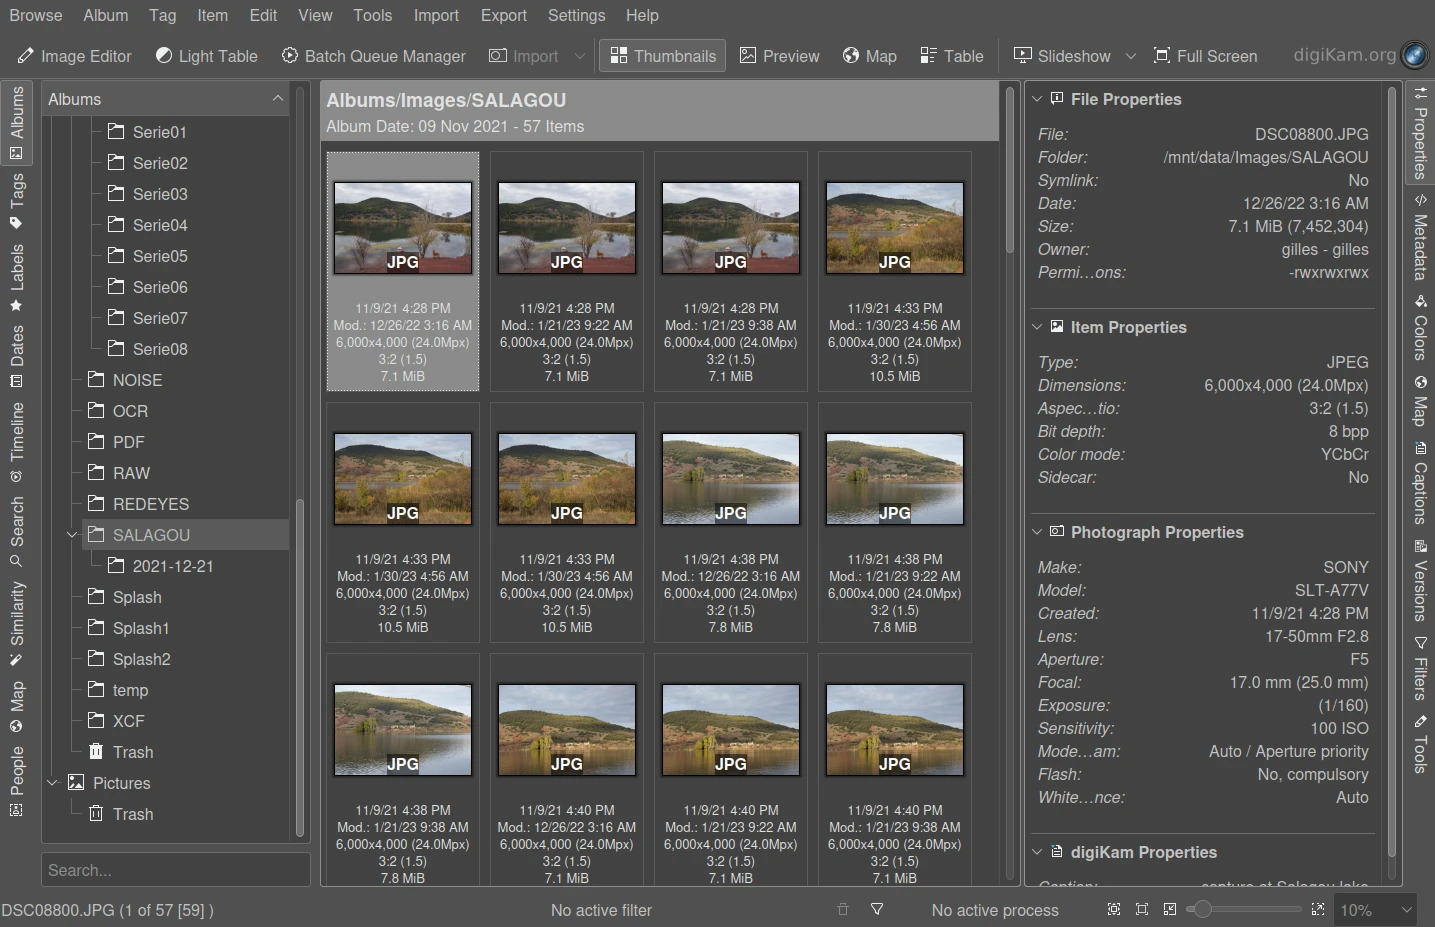 Browse Album Tag Item Edit View Tools Import Export Settings Help
Image Editor Light Table Batch Queue Manager Import Thumbnails Preview Map Table Slideshow Full Screen digiKam.org
Albums
Tags
Labels
Dates
Timeline
Search
Similarity
Map
People
Albums
Serie01
Serie02
Serie03
Serie04
Serie05
Serie06
Serie07
Serie08
NOISE
OCR
PDF
RAW
REDEYES
SALAGOU
2021-12-21
Splash
Splash1
Splash2
temp
XCF
Trash
Pictures
Trash
Search...
Albums/Images/SALAGOU
Album Date: 09 Nov 2021 - 57 Items
JPG JPG JPG JPG
11/9/21 4:28 PM 11/9/21 4:28 PM 11/9/21 4:28 PM 11/9/21 4:33 PM
Mod.: 12/26/22 3:16 AM Mod.: 1/21/23 9:22 AM Mod.: 1/21/23 9:38 AM Mod.: 1/30/23 4:56 AM
6,000x4,000 (24.0Mpx) 6,000x4,000 (24.0Mpx) 6,000x4,000 (24.0Mpx) 6,000x4,000 (24.0Mpx)
3:2 (1.5) 3:2 (1.5) 3:2 (1.5) 3:2 (1.5)
7.1 MiB 7.1 MiB 7.1 MiB 10.5 MiB
JPG JPG JPG JPG
11/9/21 4:33 PM 11/9/21 4:33 PM 11/9/21 4:38 PM 11/9/21 4:38 PM
Mod.: 1/30/23 4:56 AM Mod.: 1/30/23 4:56 AM Mod.: 12/26/22 3:16 AM Mod.: 1/21/23 9:22 AM
6,000x4,000 (24.0Mpx) 6,000x4,000 (24.0Mpx) 6,000x4,000 (24.0Mpx) 6,000x4,000 (24.0Mpx)
3:2 (1.5) 3:2 (1.5) 3:2 (1.5) 3:2 (1.5)
10.5 MiB 10.5 MiB 7.8 MiB 7.8 MiB
JPG JPG JPG JPG
11/9/21 4:38 PM 11/9/21 4:40 PM 11/9/21 4:40 PM 11/9/21 4:40 PM
Mod.: 1/21/23 9:38 AM Mod.: 12/26/22 3:16 AM Mod.: 1/21/23 9:22 AM Mod.: 1/21/23 9:38 AM
6,000x4,000 (24.0Mpx) 6,000x4,000 (24.0Mpx) 6,000x4,000 (24.0Mpx) 6,000x4,000 (24.0Mpx)
3:2 (1.5) 3:2 (1.5) 3:2 (1.5) 3:2 (1.5)
7.8 MiB 7.1 MiB 7.1 MiB 7.1 MiB
File Properties
File: DSC08800.JPG
Folder: /mnt/data/Images/SALAGOU
Symlink: No
Date: 12/26/22 3:16 AM
Size: 7.1 MiB (7,452,304)
Owner: gilles - gilles
Permi...ons: -rwxrwxrwx
Item Properties
Type: JPEG
Dimensions: 6,000x4,000 (24.0Mpx)
Aspec...tio: 3:2 (1.5)
Bit depth: 8 bpp
Color mode: YCbCr
Sidecar: No
Photograph Properties
Make: SONY
Model: SLT-A77V
Created: 11/9/21 4:28 PM
Lens: 17-50mm F2.8
Aperture: F5
Focal: 17.0 mm (25.0 mm)
Exposure: (1/160)
Sensitivity: 100 ISO
Mode...am: Auto / Aperture priority
Flash: No, compulsory
White...nce: Auto
digiKam Properties
Caption: capture at Salagou lake
Properties
Metadata
Colors
Map
Captions
Versions
Filters
Tools
DSC08800.JPG (1 of 57 [59] ) No active filter No active process 10%